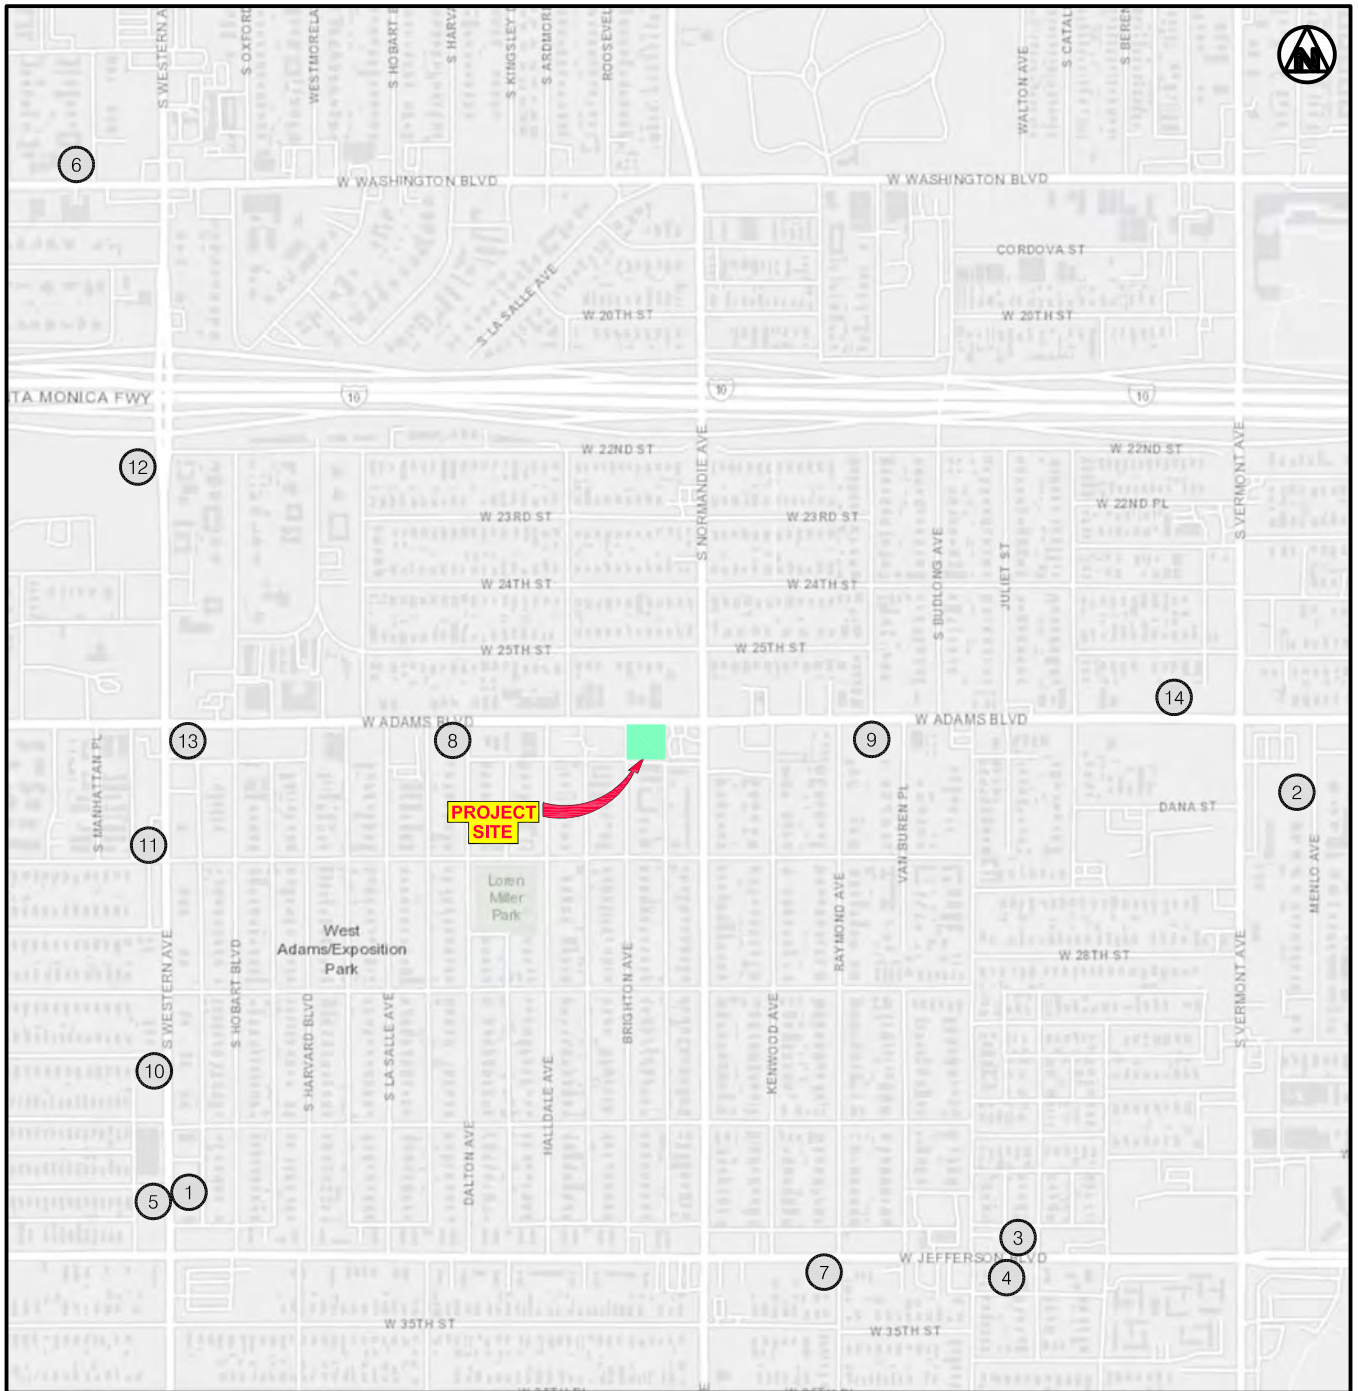 S WESTERN A
S OXFORD
WESTMORELA
S HOBART B
S HARVA
S KINGSLEY D
S ARDMORE
ROOSEVEL
WALTON AVE
S CATAL
S BEREN
N
6
W WASHINGTON BLVD
W WASHINGTON BLVD
CORDOVA ST
S LA SALLE AVE
W 20TH ST
W 20TH ST
TA MONICA FWY
10
10
10
12
W 22ND ST
W 22ND ST
S NORMANDIE AVE
S VERMONT AVE
W 22ND PL
W 23RD ST
W 23RD ST
S BUDLONG AVE
JULIET ST
W 24TH ST
W 24TH ST
W 25TH ST
W 25TH ST
14
W ADAMS BLVD
W ADAMS BLVD
13
8
9
S MANHATTAN PL
PROJECT
SITE
VAN BUREN PL
DANA ST
2
11
MENLO AVE
Loren
Miller
Park
West
Adams/Exposition
Park
RAYMOND AVE
S WESTERN AVE
S HOBART BLVD
BRIGHTON AVE
W 28TH ST
S VERMONT AVE
S HARVARD BLVD
S LA SALLE AVE
KENWOOD AVE
10
HALLDALE AVE
DALTON AVE
5
1
3
W JEFFERSON BLVD
7
4
W 35TH ST
W 35TH ST